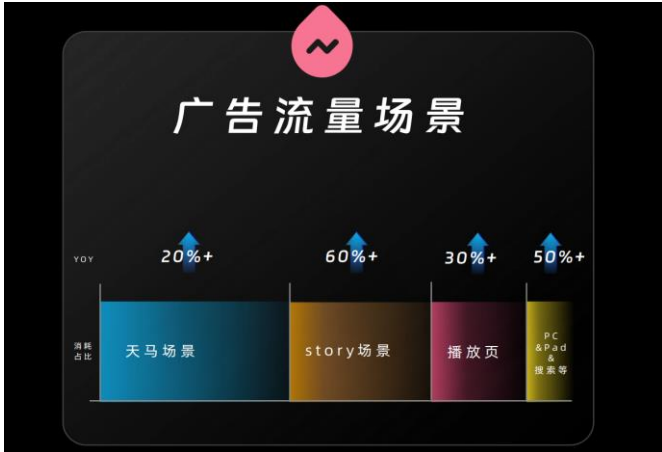 广告流量场景
YOY 20%+ 60%+ 30%+ 50%+
消耗
占比
天马场景
story场景
播放页
PC
&Pad
&
搜索等